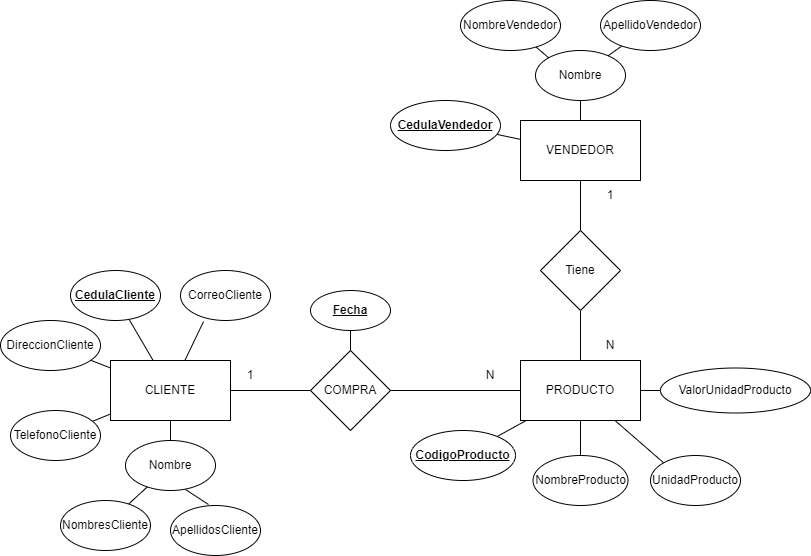 NombreVendedor
ApellidoVendedor
Nombre
CedulaVendedor
VENDEDOR
1
Tiene
CedulaCliente
CorreoCliente
Fecha
DireccionCliente
N
1
N
CLIENTE
COMPRA
PRODUCTO
ValorUnidadProducto
TelefonoCliente
CodigoProducto
Nombre
NombreProducto
UnidadProducto
NombresCliente
ApellidosCliente